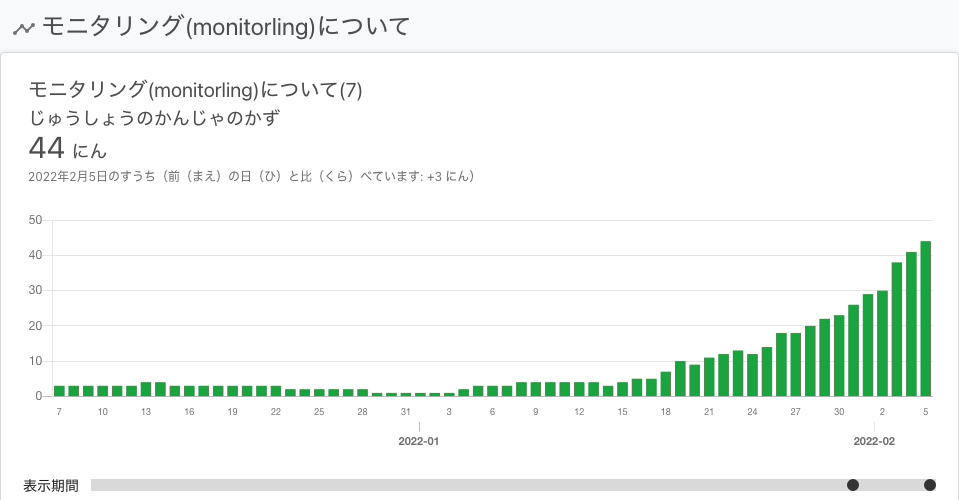 モニタリング(monitorling)について
モニタリング(monitorling)について(7)
じゅうしょうのかんじゃのかず
44 にん
2022年2月5日のすうち（前（まえ）の日（ひ）と比（くら）べています: +3 にん）
50
40
30
20
10
0
7 10 13 16 19 22 25 28 31 3 6 9 12 15 18 21 24 27 30 2 5
2022-01 2022-02
表示期間